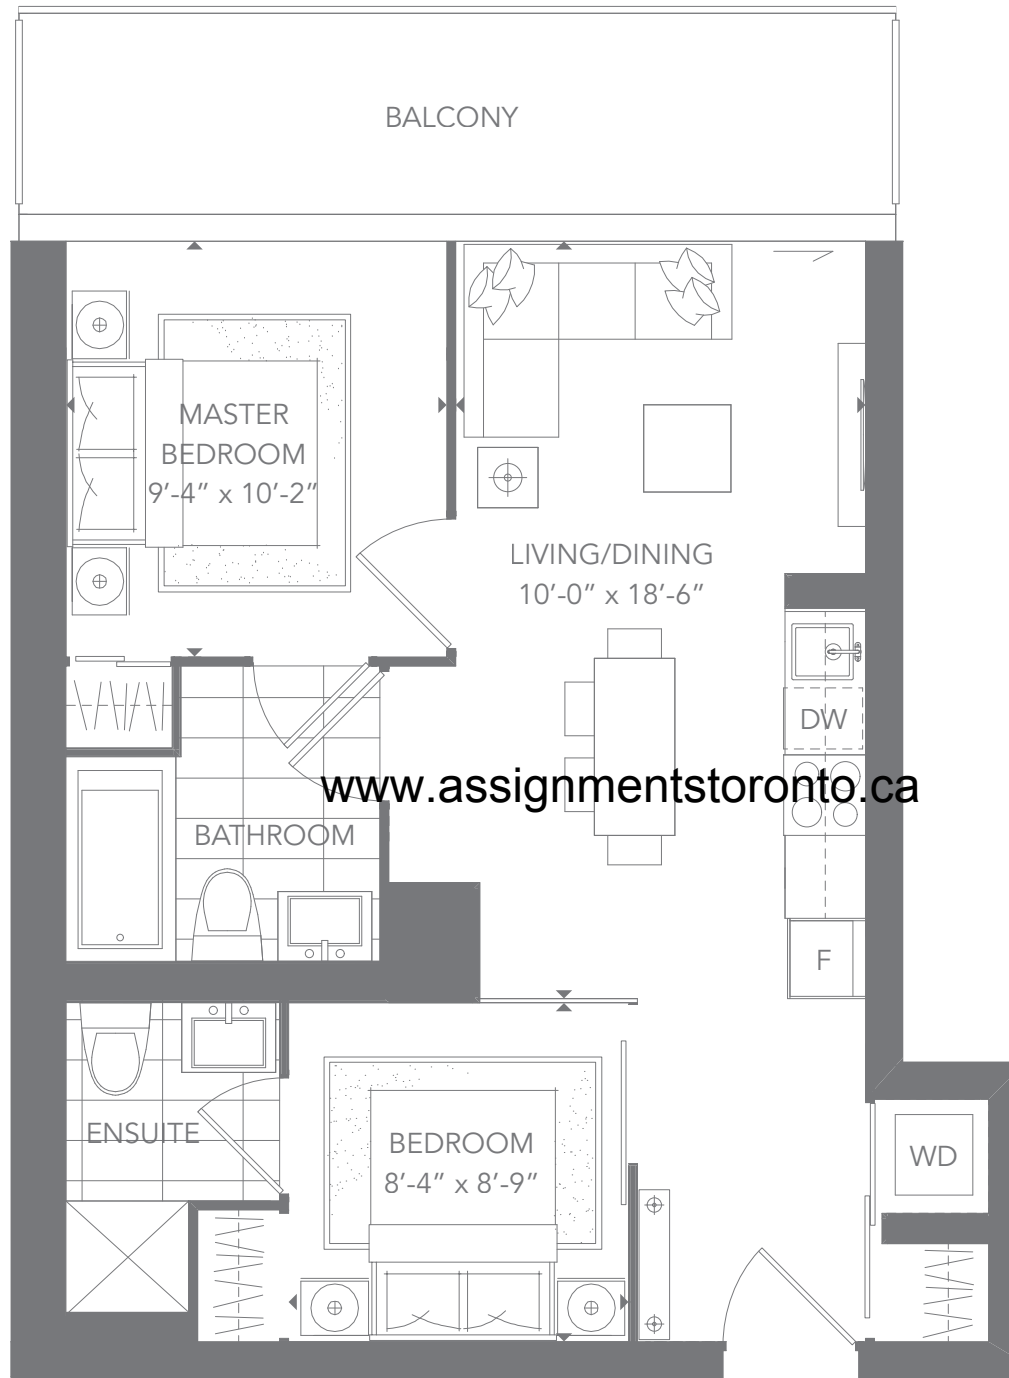 BALCONY
MASTER
BEDROOM
9'-4" x 10'-2"
LIVING/DINING
10'-0" x 18'-6"
DW
www.assignmentstoronto.ca
BATHROOM
F
ENSUITE
BEDROOM
8'-4" x 8'-9"
WD